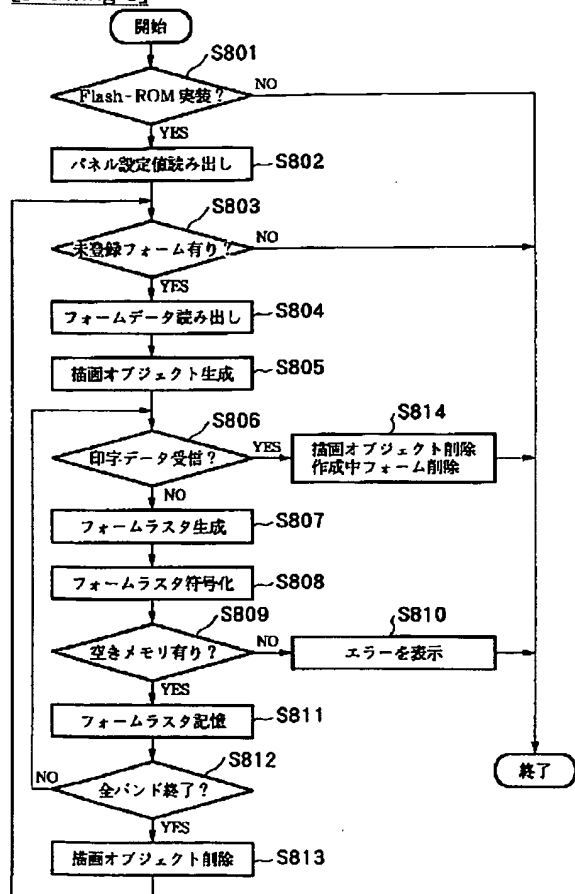 開始
S801
Flash-ROM 実装?
NO
YES
パネル設定値読み出し
S802
S803
未登録フォーム有り?
NO
YES
フォームデータ読み出し
S804
描画オブジェクト生成
S805
S806
印字データ受信?
YES
NO
S814
描画オブジェクト削除
作成中フォーム削除
フォームラスタ生成
S807
フォームラスタ符号化
S808
S809
空きメモリ有り?
NO
YES
S810
エラーを表示
フォームラスタ記憶
S811
S812
全バンド終了?
NO
YES
終了
描画オブジェクト削除
S813